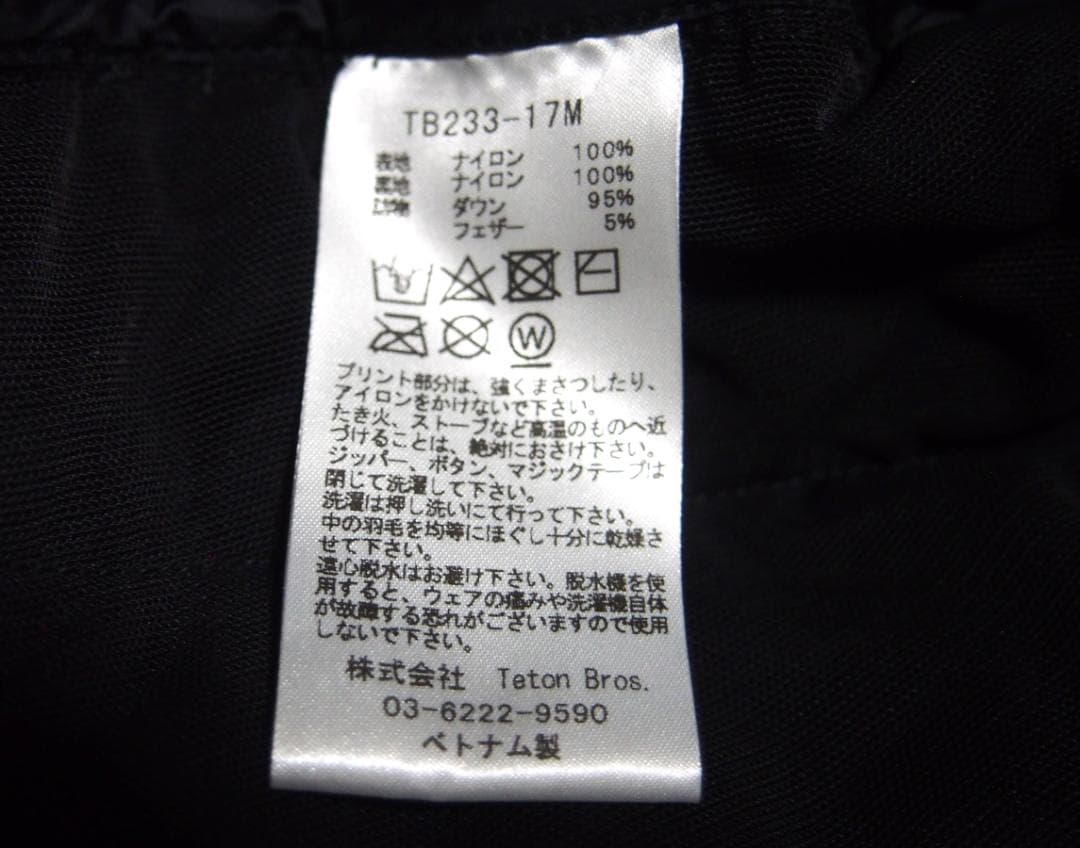 TB233-17M
表地 ナイロン 100%
裏地 ナイロン 100%
詰物 ダウン 95%
フェザー 5%
W
プリント部分は、強くまさつしたり、
アイロンをかけないで下さい。
たき火、ストーブなど高温のものへ近
づけることは、絶対におさけ下さい。
ジッパー、ボタン、マジックテープは
閉じて洗濯して下さい。
洗濯は押し洗いにて行って下さい。
中の羽毛を均等にほぐし十分に乾燥さ
せて下さい。
遠心脱水はお避け下さい。脱水機を使
用すると、ウェアの痛みや洗濯機自体
が故障する恐れがございますので使用
しないで下さい。
株式会社 Teton Bros.
03-6222-9590
ベトナム製